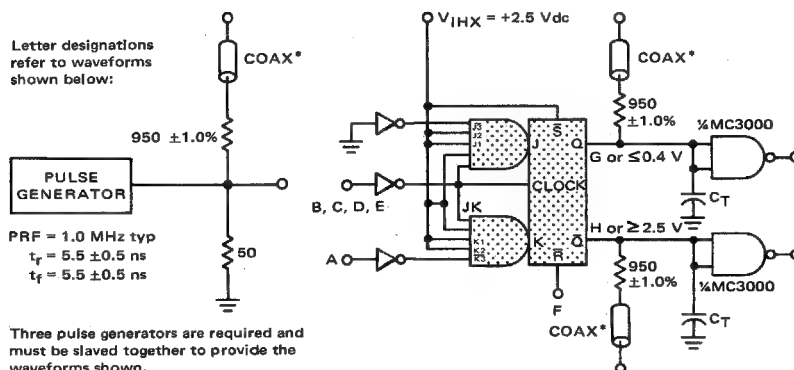 Letter designations
refer to waveforms
shown below:
COAX*
950 ±1.0%
PULSE
GENERATOR
PRF = 1.0 MHz typ
tr = 5.5 ±0.5 ns
tf = 5.5 ±0.5 ns
50
Three pulse generators are required and
must be slaved together to provide the
waveforms shown.
VIHX = +2.5 Vdc
COAX*
950
±1.0%
¼MC3000
J3
J2
J1
J
S
Q
G or ≤0.4 V
CT
CLOCK
B, C, D, E
JK
K1
K2
K3
K
Q
R
H or ≥2.5 V
A
F
950
±1.0%
COAX*
¼MC3000
CT